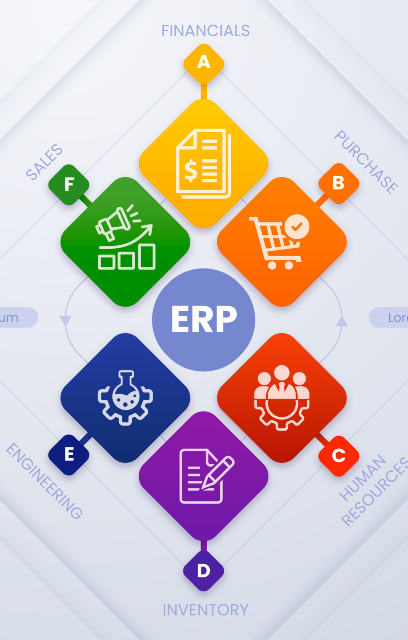 FINANCIALS
A
$
SALES
PURCHASE
F
B
ERP
um
Lore
E
C
ENGINEERING
HUMAN
RESOURCES
D
INVENTORY